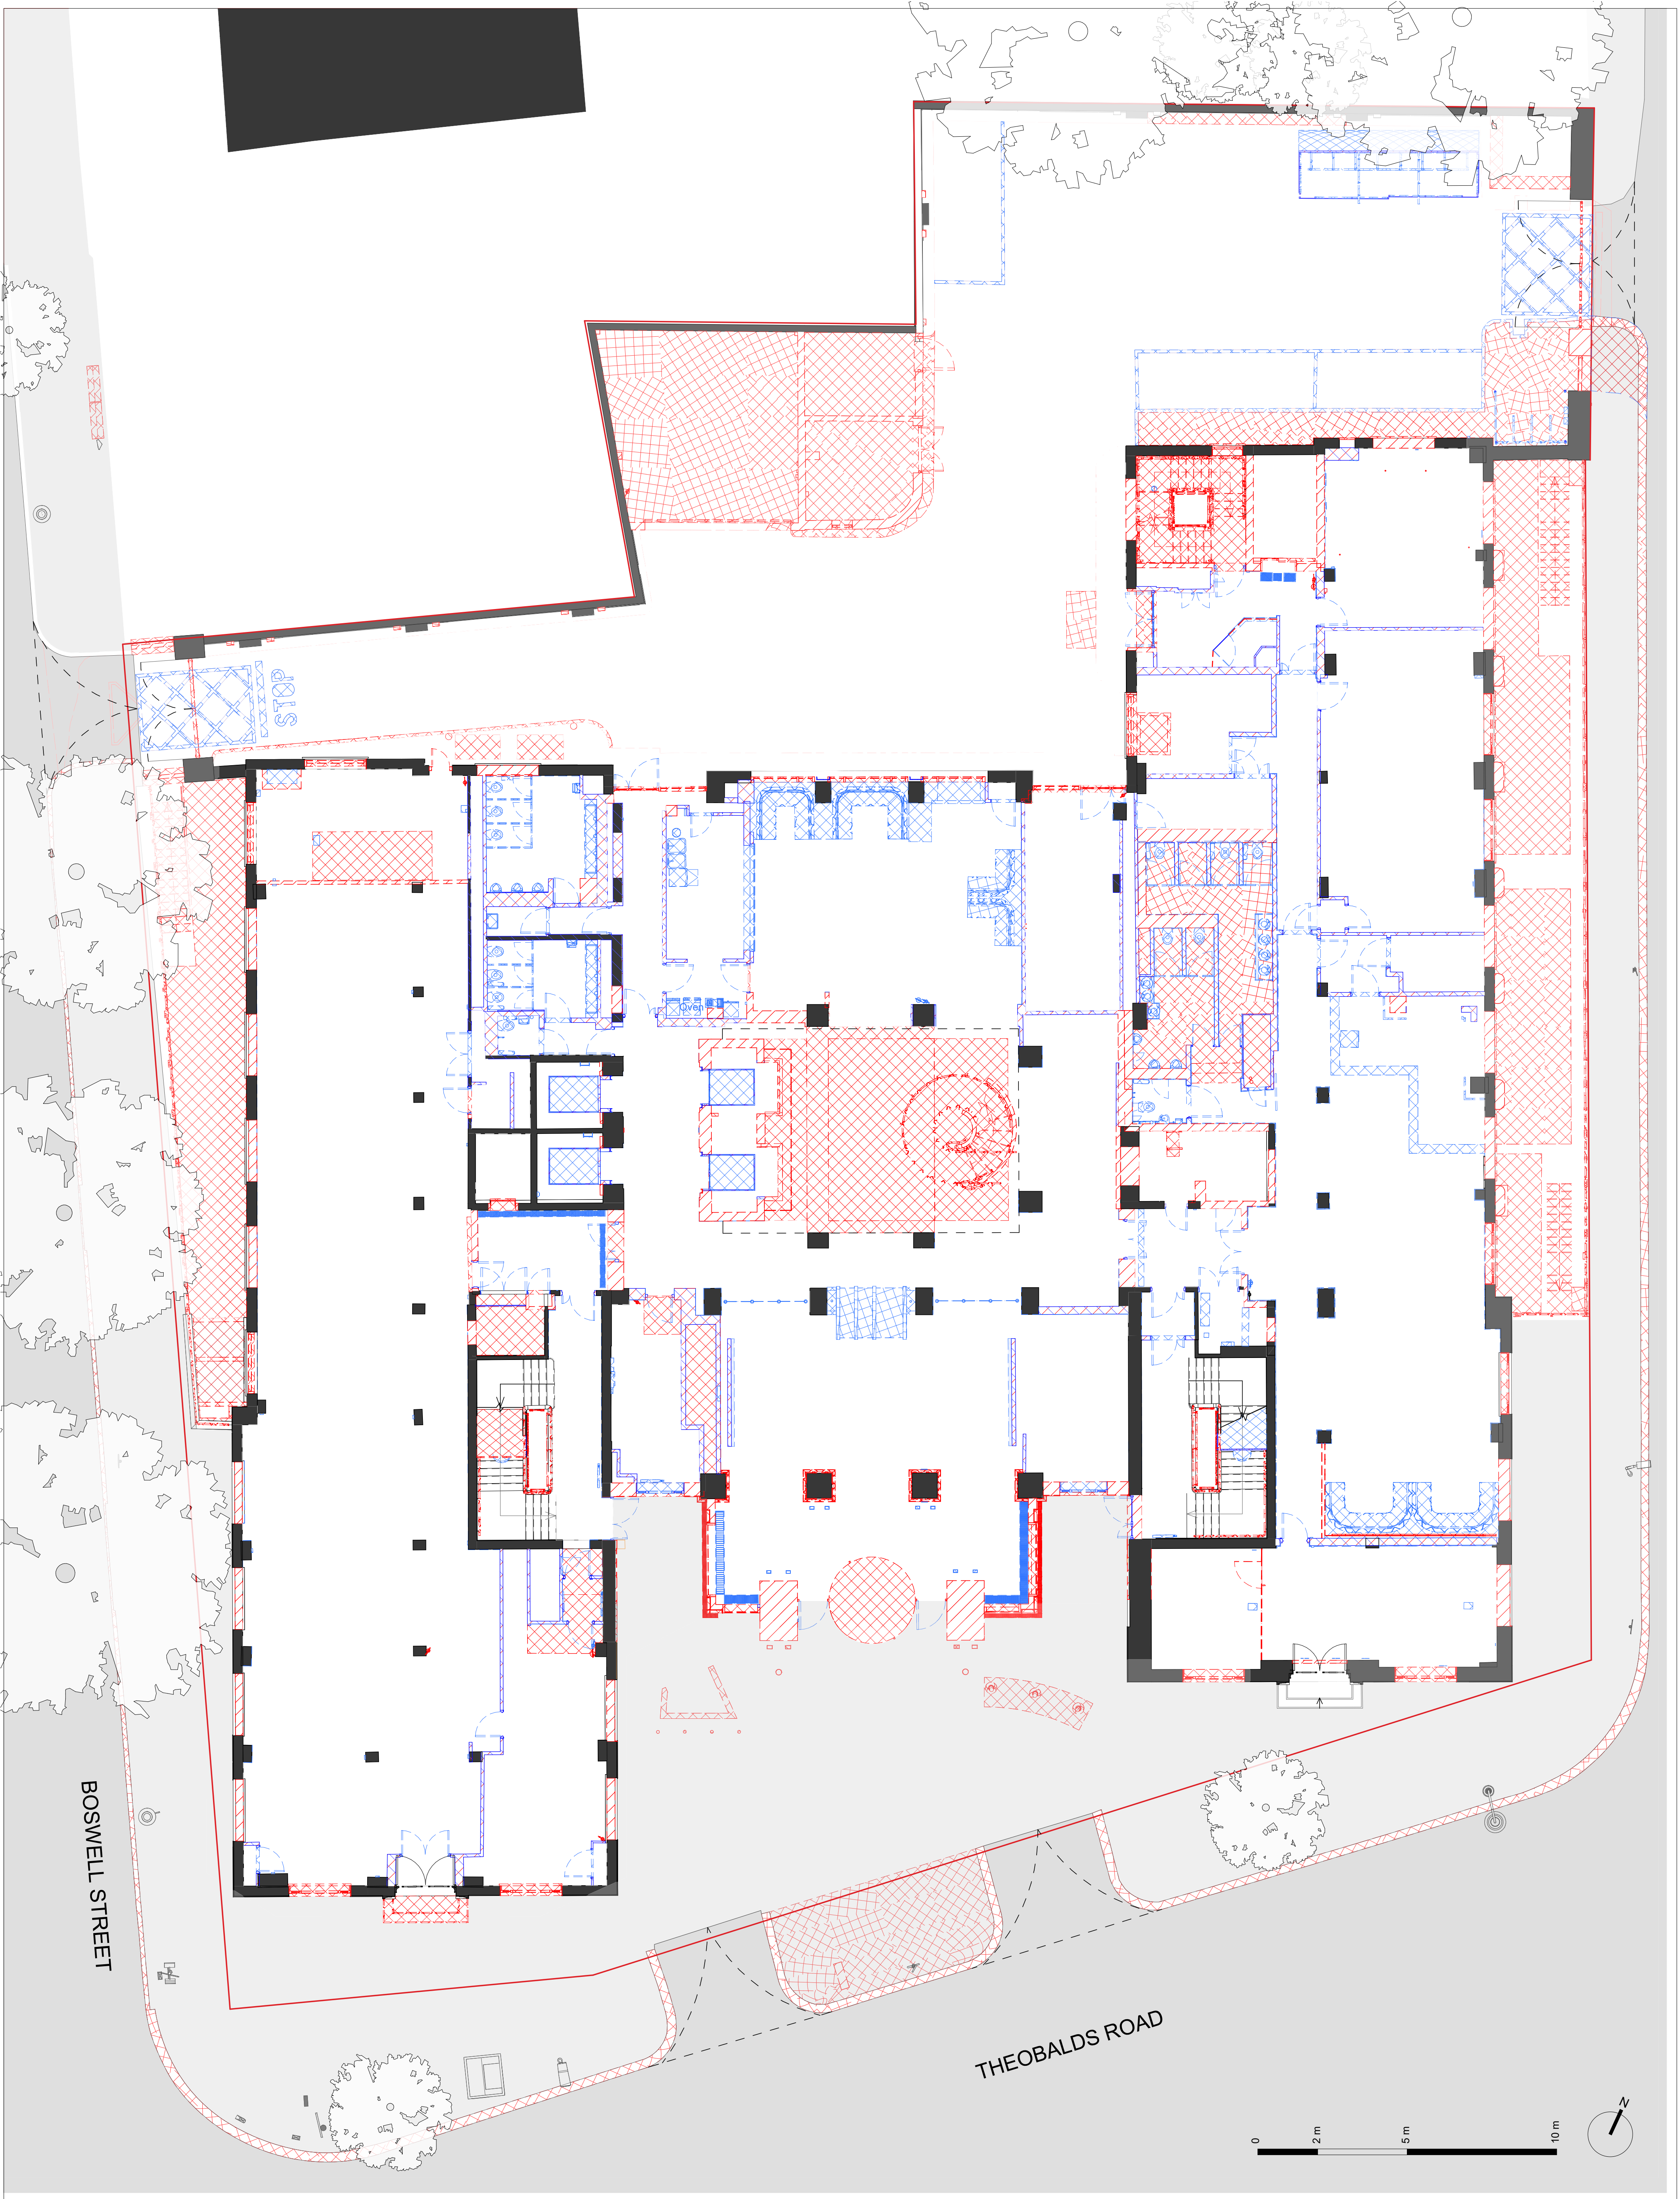 STOP
Oven
BOSWELL STREET
THEOBALDS ROAD
0
2 m
5 m
10 m
N